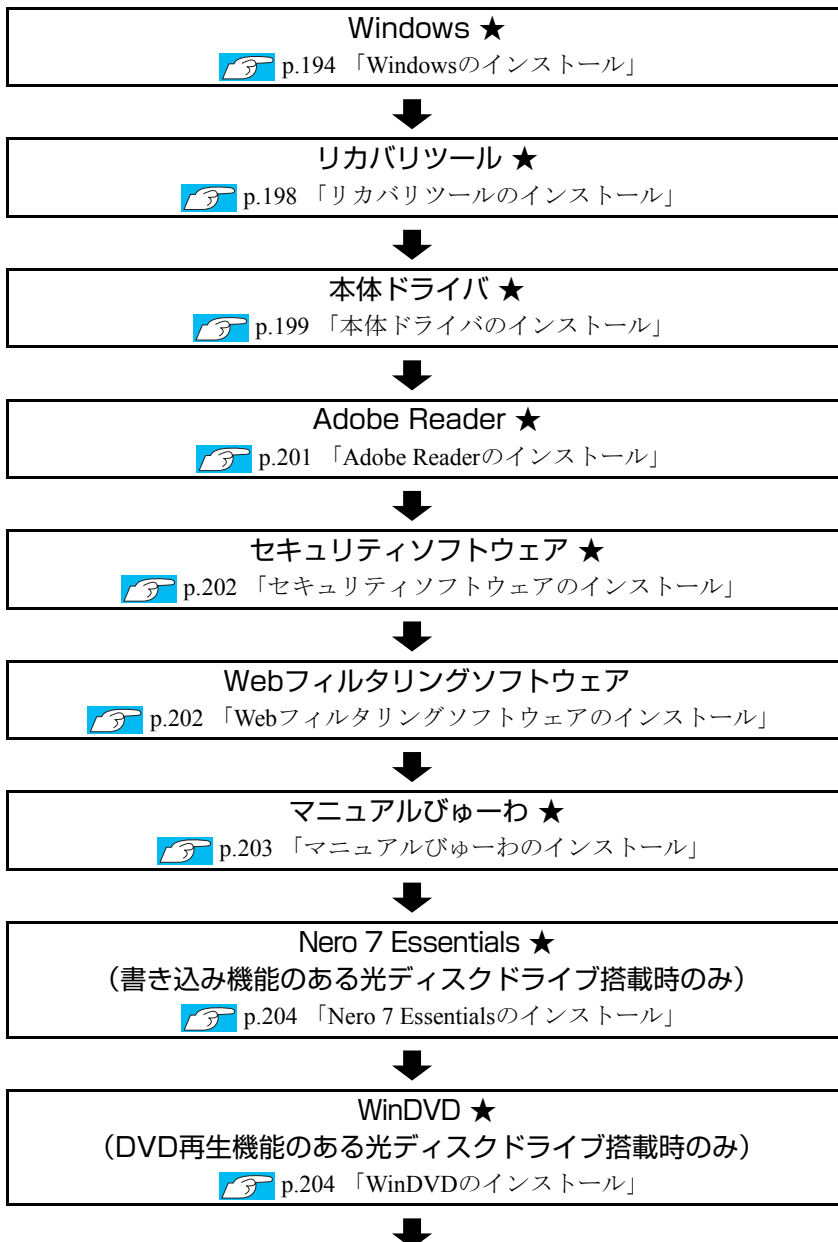 Windows ★
p.194 「Windowsのインストール」
リカバリツール ★
p.198 「リカバリツールのインストール」
本体ドライバ ★
p.199 「本体ドライバのインストール」
Adobe Reader ★
p.201 「Adobe Readerのインストール」
セキュリティソフトウェア ★
p.202 「セキュリティソフトウェアのインストール」
Webフィルタリングソフトウェア
p.202 「Webフィルタリングソフトウェアのインストール」
マニュアルびゅーわ ★
p.203 「マニュアルびゅーわのインストール」
Nero 7 Essentials ★
（書き込み機能のある光ディスクドライブ搭載時のみ）
p.204 「Nero 7 Essentialsのインストール」
WinDVD ★
（DVD再生機能のある光ディスクドライブ搭載時のみ）
p.204 「WinDVDのインストール」